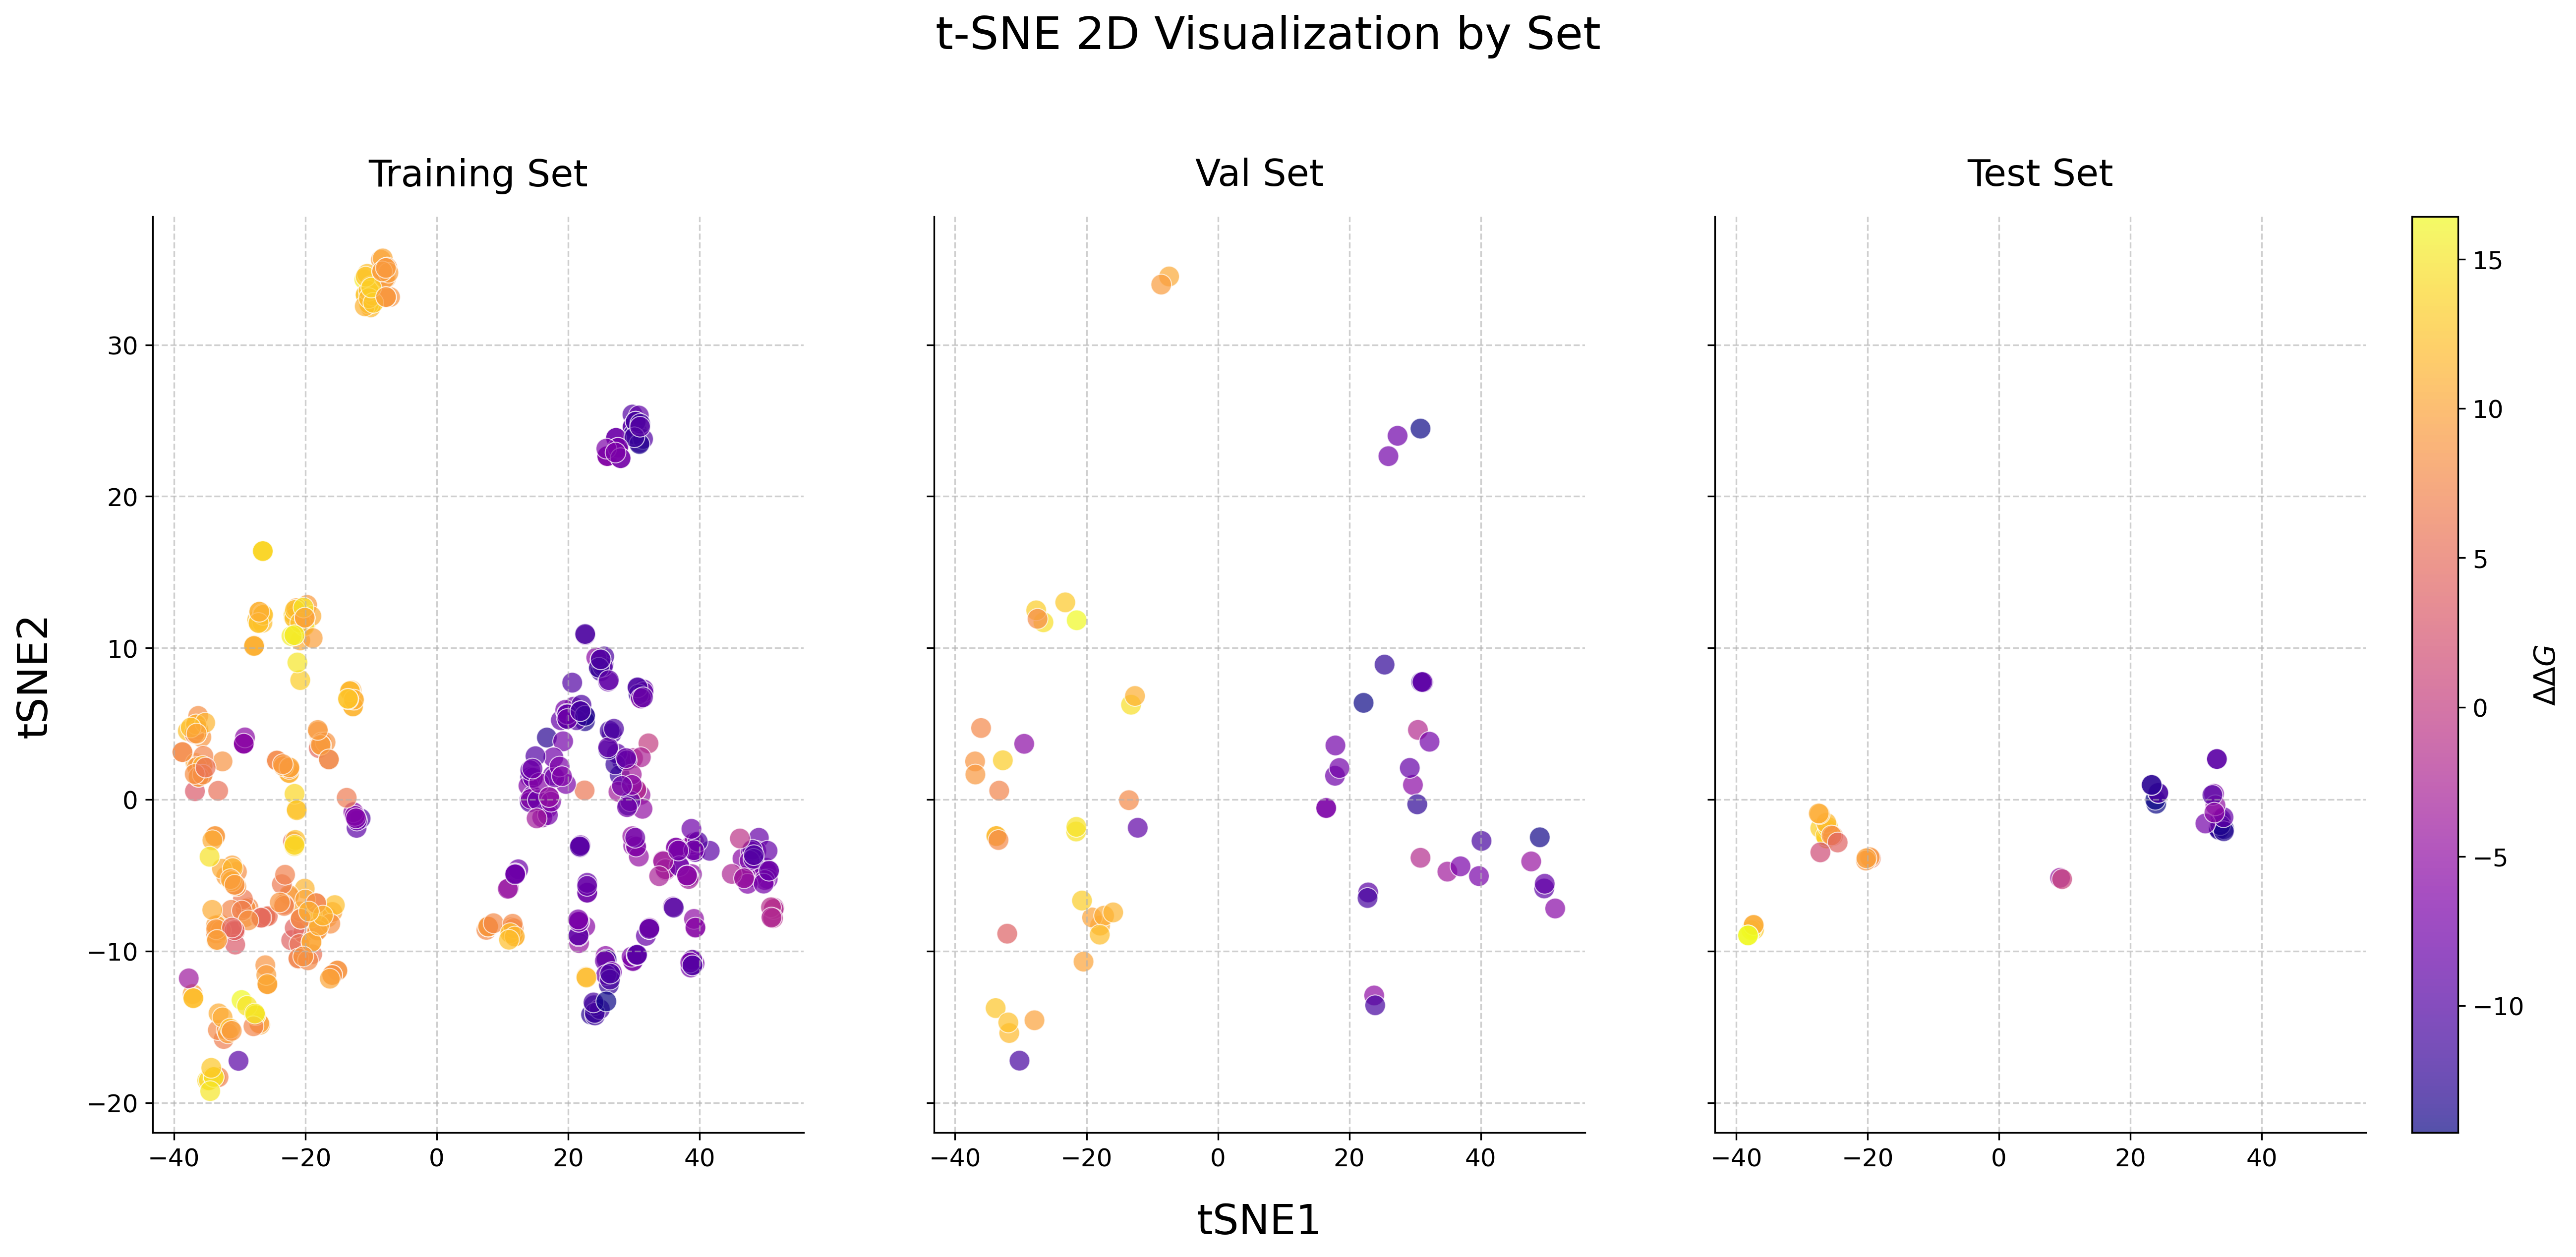 t-SNE 2D Visualization by Set
Training Set
Val Set
Test Set
tSNE2
30
20
10
0
−10
−20
−40 −20 0 20 40
−40 −20 0 20 40
−40 −20 0 20 40
15
10
5
0
−5
−10
ΔΔG
tSNE1